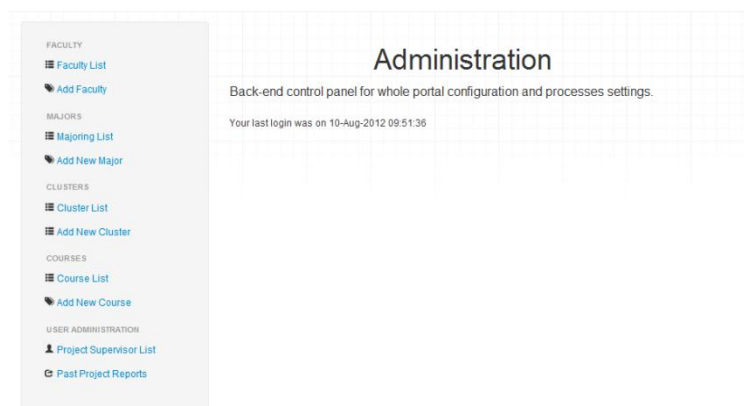 FACULTY
Faculty List
Add Faculty
MAJORS
Majoring List
Add New Major
CLUSTERS
Cluster List
Add New Cluster
COURSES
Course List
Add New Course
USER ADMINISTRATION
Project Supervisor List
Past Project Reports
Administration
Back-end control panel for whole portal configuration and processes settings.
Your last login was on 10-Aug-2012 09:51:36